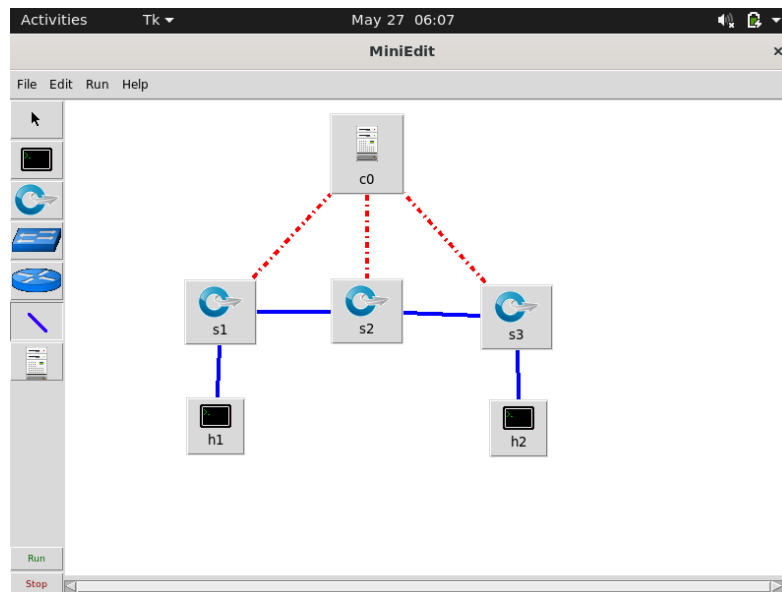 Activities Tk May 27 06:07
MiniEdit
×
File Edit Run Help
c0
s1 s2 s3
h1 h2
Run
Stop